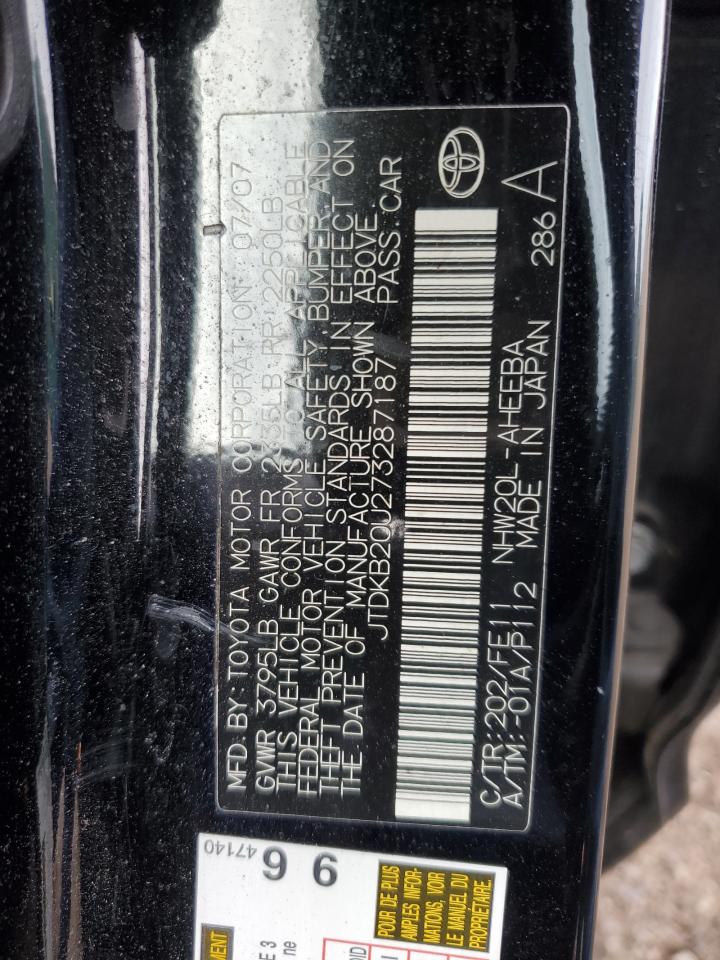 MFD. BY: TOYOTA MOTOR CORPORATION 07/07
GVWR 3795LB GAWR FR 2335LB RR 2250LB
THIS VEHICLE CONFORMS TO ALL APPLICABLE
FEDERAL MOTOR VEHICLE SAFETY, BUMPER, AND
THEFT PREVENTION STANDARDS IN EFFECT ON
THE DATE OF MANUFACTURE SHOWN ABOVE.
JTDKB20U273287187 PASS. CAR
C/TR: 202/FE11 NHW20L-AHEEBA 286 A
A/TM: -01A/P112 MADE IN JAPAN
47140
9 6
POUR DE PLUS
AMPLES INFOR-
MATIONS, VOIR
LE MANUEL DU
PROPRIÉTAIRE.
MENT
E 3
ne